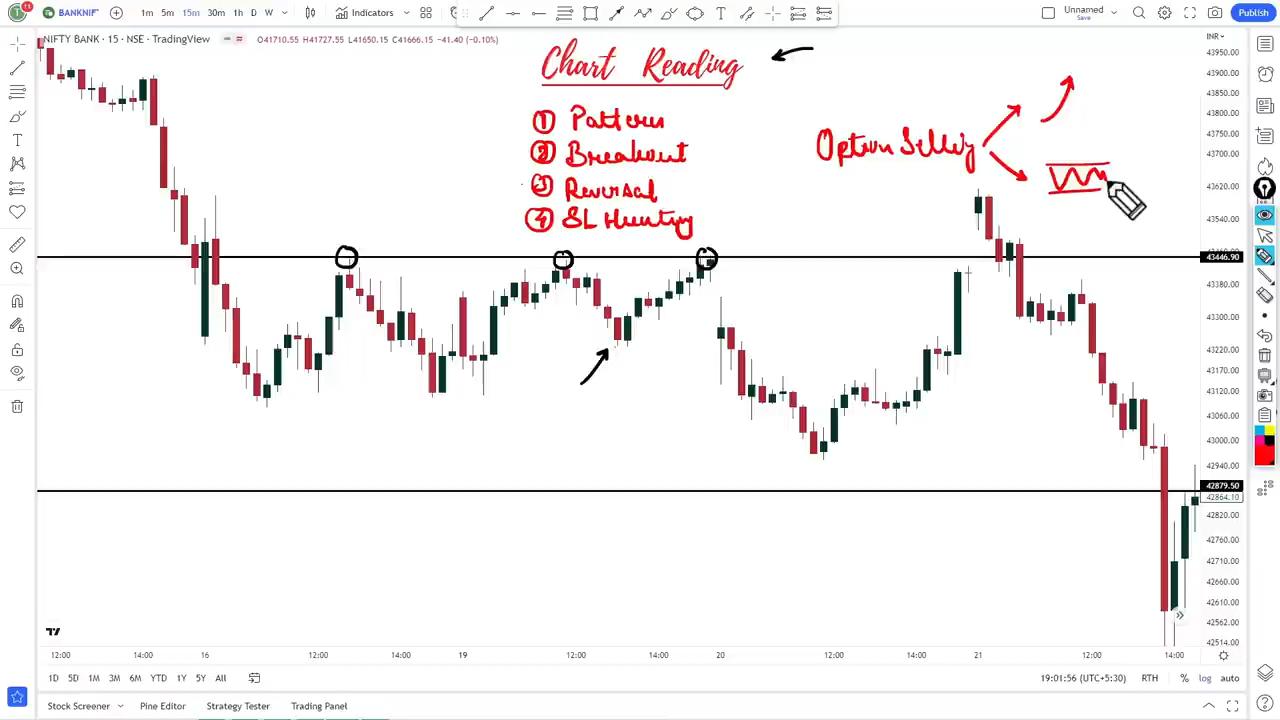 BANKNIF 1m 5m 15m 30m 1h D W Indicators Unnamed Save Publish
NIFTY BANK · 15 · NSE · TradingView O41710.55 H41727.55 L41650.15 C41666.15 -41.40 (-0.10%) INR
Chart Reading
① Pattern
② Breakout
③ Reversal
④ SL Hunting
Option Selling
43950.00
43900.00
43850.00
43800.00
43750.00
43700.00
43620.00
43540.00
43446.90
43380.00
43300.00
43220.00
43170.00
43120.00
43060.00
43000.00
42940.00
42879.50
42864.10
42820.00
42760.00
42710.00
42660.00
42610.00
42562.00
42514.00
12:00 14:00 16 12:00 14:00 19 12:00 14:00 20 12:00 14:00 21 12:00 14:00
1D 5D 1M 3M 6M YTD 1Y 5Y All 19:01:56 (UTC+5:30) RTH % log auto
Stock Screener Pine Editor Strategy Tester Trading Panel